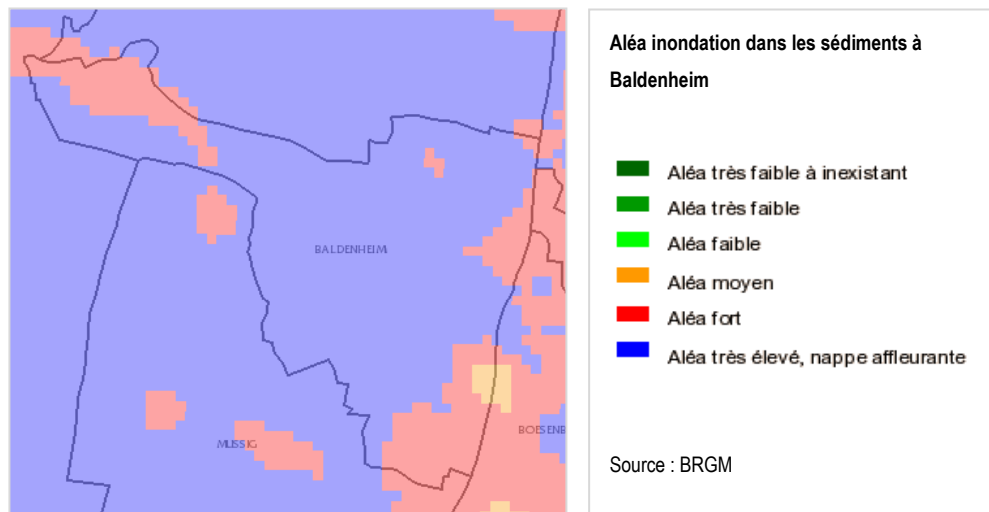 Aléa inondation dans les sédiments à
Baldenheim
Aléa très faible à inexistant
Aléa très faible
Aléa faible
Aléa moyen
Aléa fort
Aléa très élevé, nappe affleurante
Source : BRGM
BALDENHEIM
MUSSIG
BOESENB